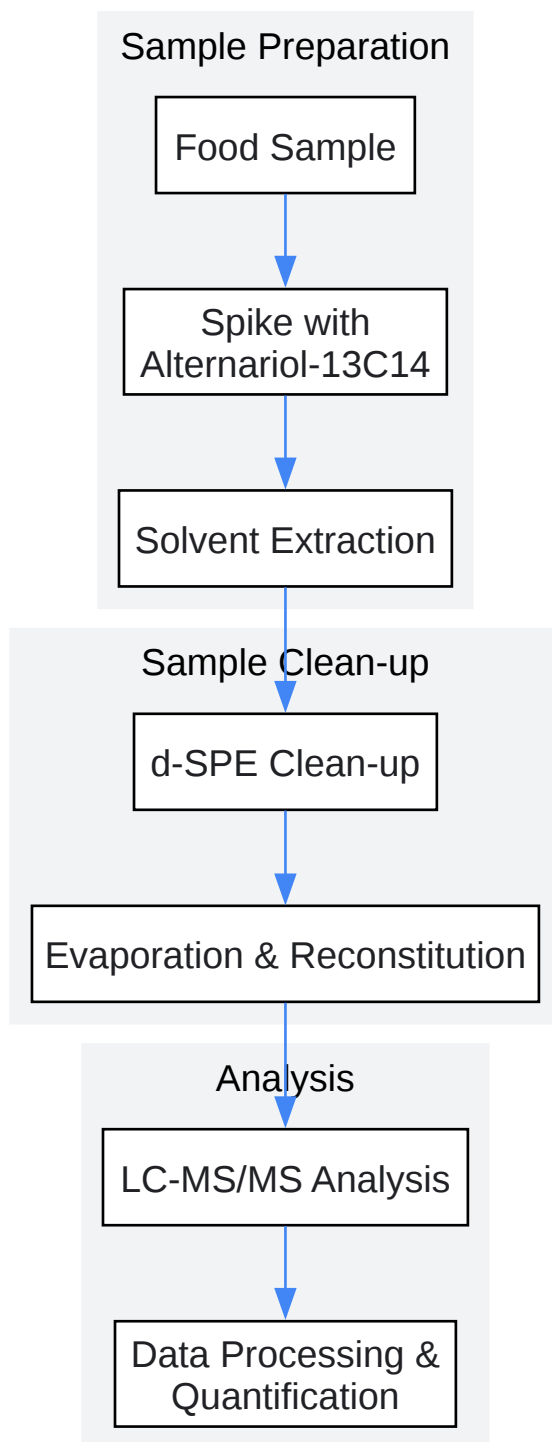 Sample Preparation
Food Sample
Spike with
Alternariol-13C14
Solvent Extraction
Sample Clean-up
d-SPE Clean-up
Evaporation & Reconstitution
Analysis
LC-MS/MS Analysis
Data Processing &
Quantification